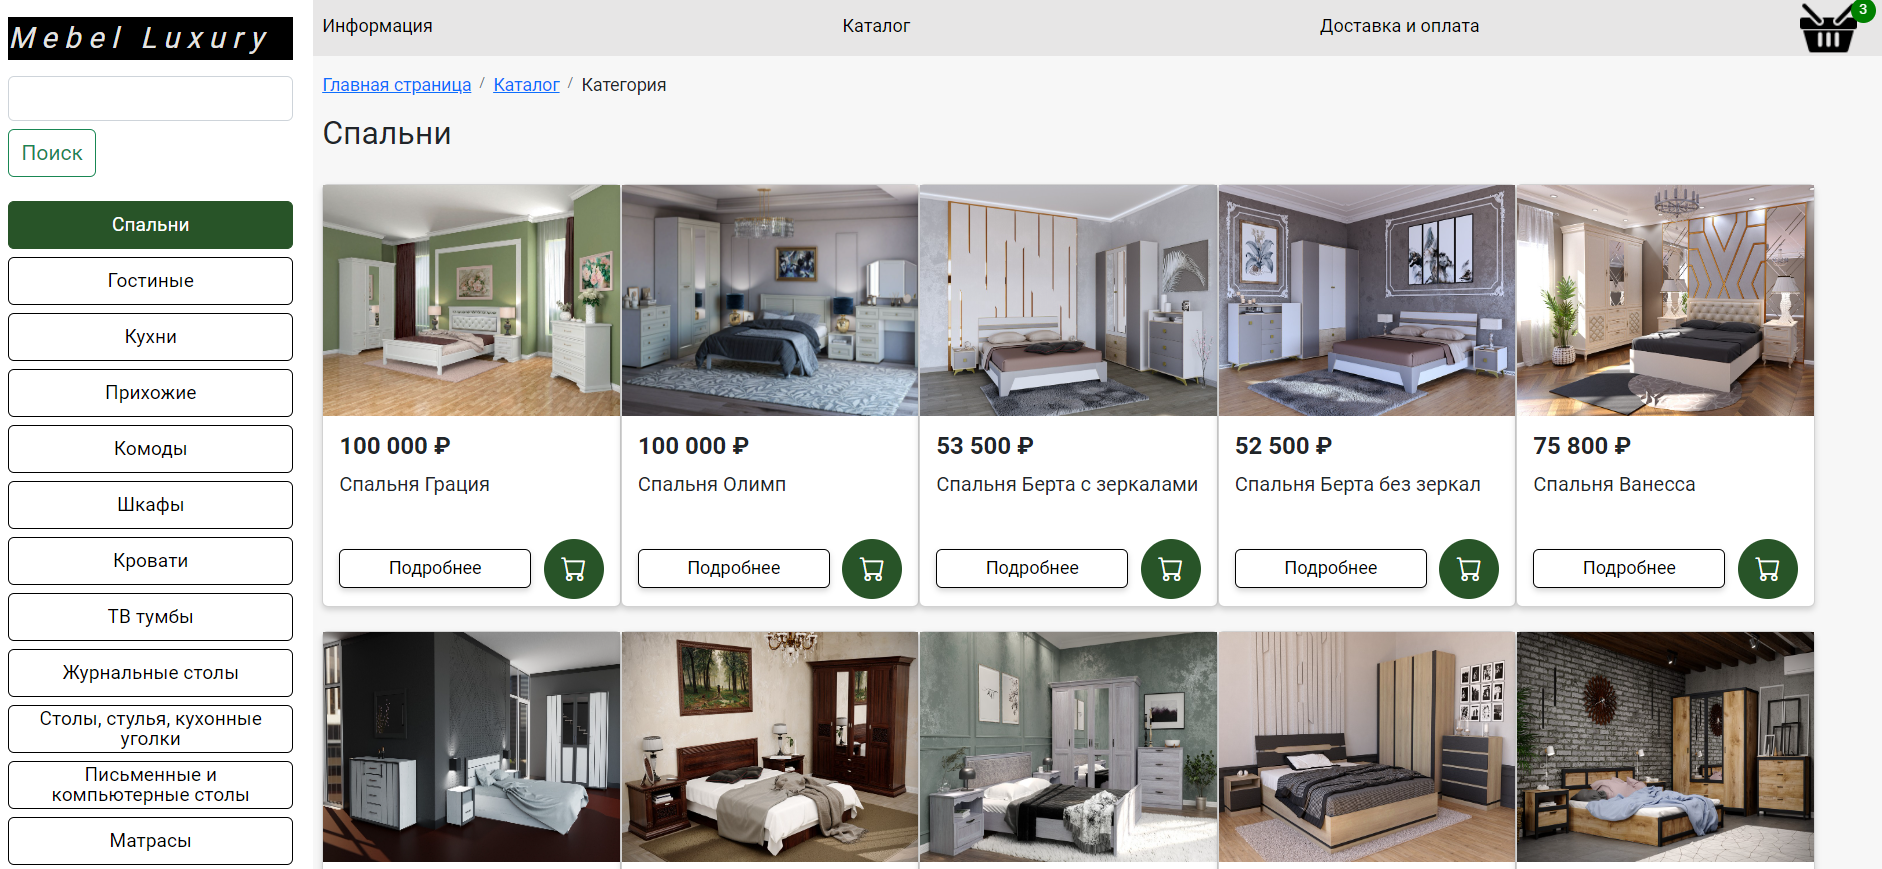 Mebel Luxury
Поиск
Спальни
Гостиные
Кухни
Прихожие
Комоды
Шкафы
Кровати
ТВ тумбы
Журнальные столы
Столы, стулья, кухонные
уголки
Письменные и
компьютерные столы
Матрасы
Информация
Каталог
Доставка и оплата
3
Главная страница / Каталог / Категория
Спальни
100 000 ₽
Спальня Грация
Подробнее
100 000 ₽
Спальня Олимп
Подробнее
53 500 ₽
Спальня Берта с зеркалами
Подробнее
52 500 ₽
Спальня Берта без зеркал
Подробнее
75 800 ₽
Спальня Ванесса
Подробнее